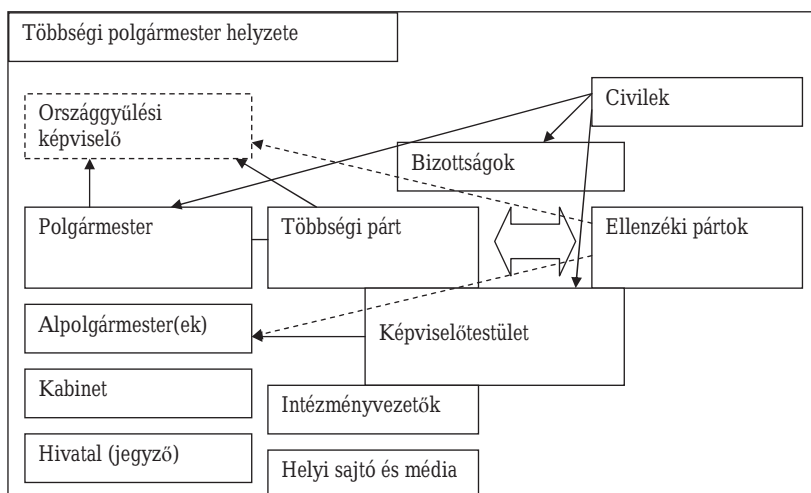 Többségi polgármester helyzete
Országgyűlési
képviselő
Civilek
Bizottságok
Polgármester
Többségi párt
Ellenzéki pártok
Alpolgármester(ek)
Képviselőtestület
Kabinet
Intézményvezetők
Hivatal (jegyző)
Helyi sajtó és média